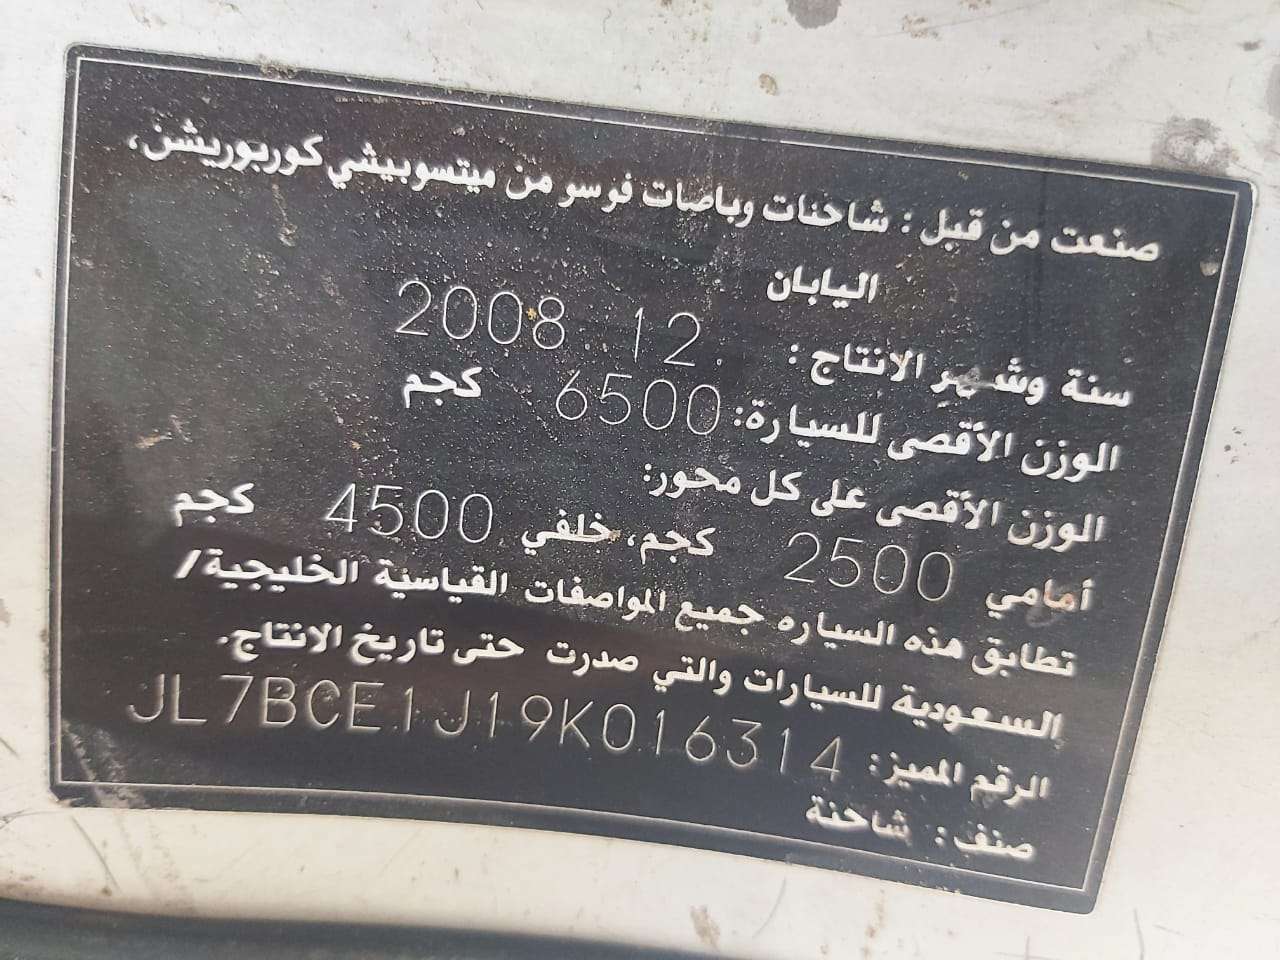 صنعت من قبل : شاحنات وباصات فوسو من ميتسوبيشي كوربوريشن،
اليابان
سنة وشهر الانتاج : 2008. 12.
الوزن الأقصى للسيارة: 6500 كجم
الوزن الأقصى على كل محور:
أمامي 2500 كجم، خلفي 4500 كجم
تطابق هذه السياره جميع المواصفات القياسية الخليجية/
السعودية للسيارات والتي صدرت حتى تاريخ الانتاج.
الرقم المميز: JL7BCE1J19K016314
صنف: شاحنة